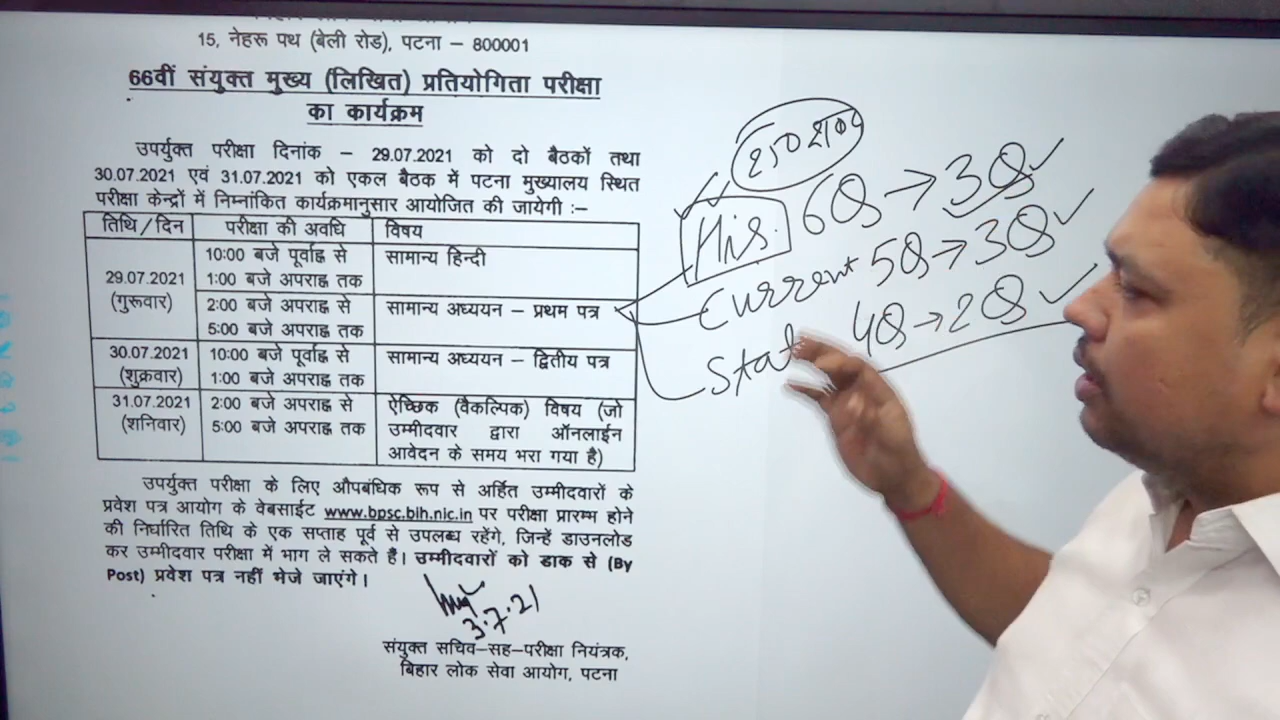 15, नेहरू पथ (बेली रोड), पटना – 800001
66वीं संयुक्त मुख्य (लिखित) प्रतियोगिता परीक्षा
का कार्यक्रम
उपर्युक्त परीक्षा दिनांक – 29.07.2021 को दो बैठकों तथा
30.07.2021 एवं 31.07.2021 को एकल बैठक में पटना मुख्यालय स्थित
परीक्षा केन्द्रों में निम्नांकित कार्यक्रमानुसार आयोजित की जायेगी :–
तिथि/दिन परीक्षा की अवधि विषय
29.07.2021 (गुरूवार)
10:00 बजे पूर्वाह्न से सामान्य हिन्दी
1:00 बजे अपराह्न तक
2:00 बजे अपराह्न से सामान्य अध्ययन – प्रथम पत्र
5:00 बजे अपराह्न तक
30.07.2021 10:00 बजे पूर्वाह्न से सामान्य अध्ययन – द्वितीय पत्र
(शुक्रवार) 1:00 बजे अपराह्न तक
31.07.2021 2:00 बजे अपराह्न से ऐच्छिक (वैकल्पिक) विषय (जो
(शनिवार) 5:00 बजे अपराह्न तक उम्मीदवार द्वारा ऑनलाईन
आवेदन के समय भरा गया है)
उपर्युक्त परीक्षा के लिए औपबंधिक रूप से अर्हित उम्मीदवारों के
प्रवेश पत्र आयोग के वेबसाईट www.bpsc.bih.nic.in पर परीक्षा प्रारम्भ होने
की निर्धारित तिथि के एक सप्ताह पूर्व से उपलब्ध रहेंगे, जिन्हें डाउनलोड
कर उम्मीदवार परीक्षा में भाग ले सकते हैं। उम्मीदवारों को डाक से (By
Post) प्रवेश पत्र नहीं भेजे जाएंगे।
3.7.21
संयुक्त सचिव–सह–परीक्षा नियंत्रक,
बिहार लोक सेवा आयोग, पटना
His. 6Q → 3Q
Current 5Q → 3Q
Stat 4Q → 2Q